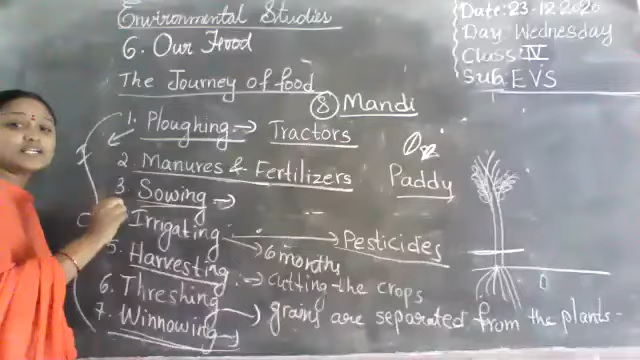 Environmental Studies
6. Our Food
The Journey of food
⑧ Mandi
1. Ploughing → Tractors
2. Manures & Fertilizers
3. Sowing →
Irrigating → Pesticides
→ 6 months
5. Harvesting → Cutting the crops
6. Threshing
7. Winnowing → grains are separated from the plants-
Paddy
Date: 23-12-2020
Day: Wednesday
Class: IV
Sub: EVS